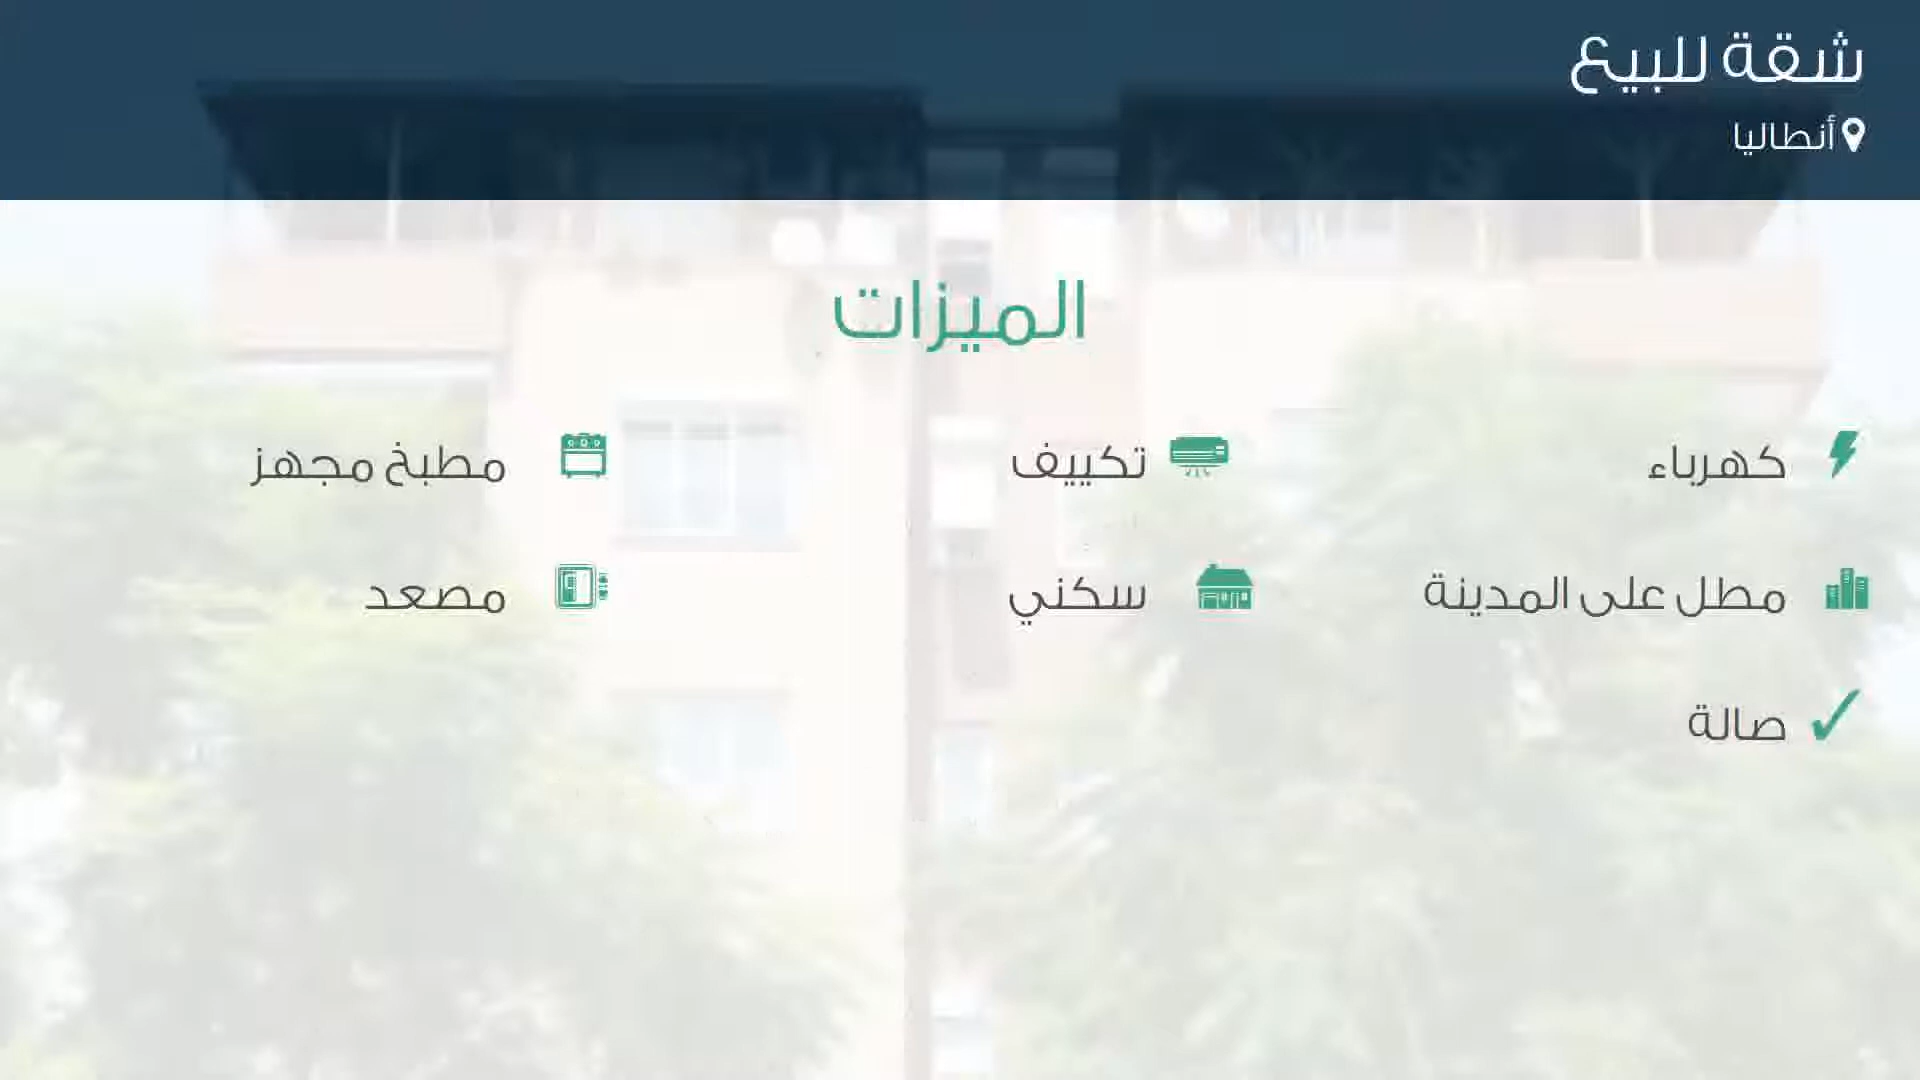 شقة للبيع
أنطاليا
الميزات
كهرباء
تكييف
مطبخ مجهز
مطل على المدينة
سكني
مصعد
صالة